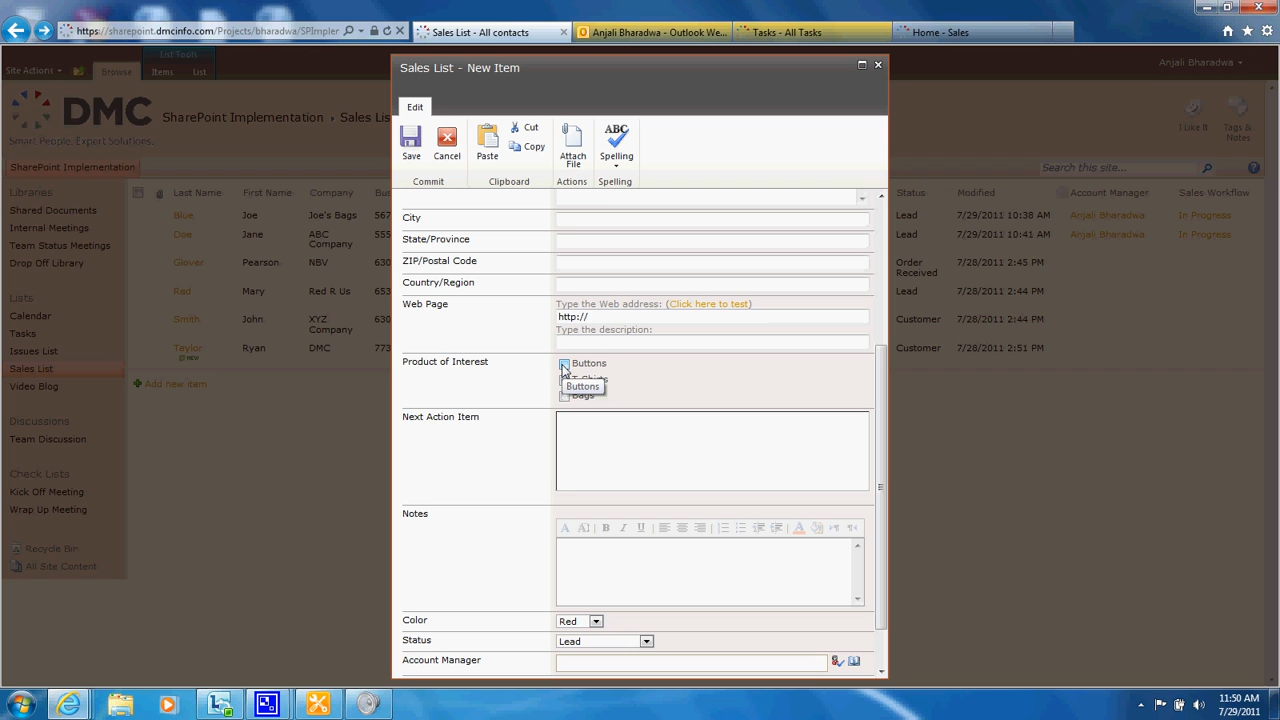 https://sharepoint.dmcinfo.com/Projects/bharadwa/SPImpler
Sales List - All contacts
Anjali Bharadwa - Outlook We...
Tasks - All Tasks
Home - Sales
Site Actions
Browse
List Tools
Items
List
Anjali Bharadwa
DMC
Smart People. Expert Solutions.
SharePoint Implementation
Sales Lis
I Like It
Tags & Notes
SharePoint Implementation
Search this site...
Libraries
Shared Documents
Internal Meetings
Team Status Meetings
Drop Off Library
Lists
Calendar
Tasks
Issues List
Sales List
Video Blog
Discussions
Team Discussion
Check Lists
Kick Off Meeting
Wrap Up Meeting
Recycle Bin
All Site Content
Last Name First Name Company Bu
Blue Joe Joe's Bags 567
Doe Jane ABC Company 555
Glover Pearson NBV 630
Red Mary Red R Us 630
Smith John XYZ Company 630
Taylor NEW Ryan DMC 773
Add new item
Sales List - New Item
Edit
Save
Cancel
Commit
Paste
Cut
Copy
Clipboard
Attach File
Actions
ABC
Spelling
Spelling
City
State/Province
ZIP/Postal Code
Country/Region
Web Page
Type the Web address: (Click here to test)
http://
Type the description:
Product of Interest
Buttons
T-Shirts
Buttons
Bags
Next Action Item
Notes
Color
Red
Status
Lead
Account Manager
Status Modified Account Manager Sales Workflow
Lead 7/29/2011 10:38 AM Anjali Bharadwa In Progress
Lead 7/29/2011 10:41 AM Anjali Bharadwa In Progress
Order Received 7/28/2011 2:45 PM
Lead 7/28/2011 2:44 PM
Customer 7/28/2011 2:44 PM
Customer 7/28/2011 2:51 PM
11:50 AM
7/29/2011